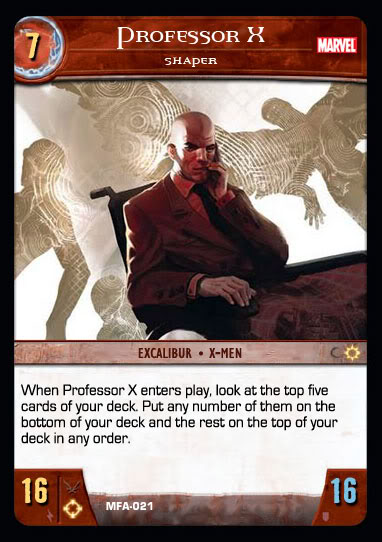 7
PROFESSOR X
SHAPER
MARVEL
EXCALIBUR • X-MEN
When Professor X enters play, look at the top five
cards of your deck. Put any number of them on the
bottom of your deck and the rest on the top of your
deck in any order.
16
MFA-021
16